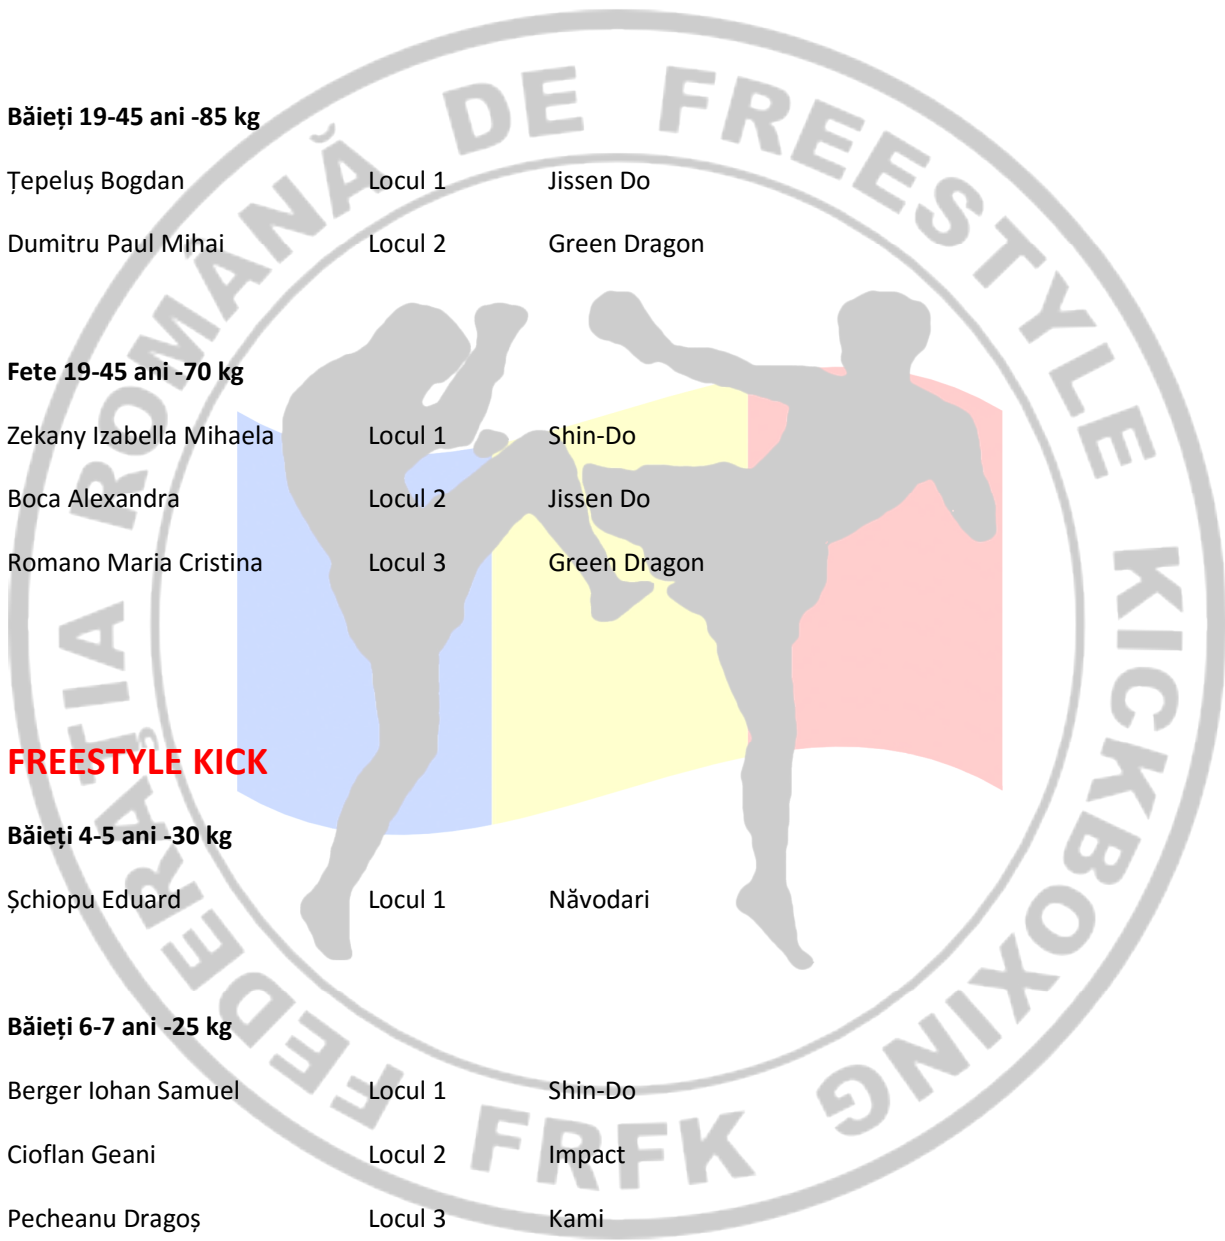 FEDERAȚIA ROMÂNĂ DE FREESTYLE KICKBOXING
FRFK
Băieți 19-45 ani -85 kg
Țepeluș Bogdan Locul 1 Jissen Do
Dumitru Paul Mihai Locul 2 Green Dragon
Fete 19-45 ani -70 kg
Zekany Izabella Mihaela Locul 1 Shin-Do
Boca Alexandra Locul 2 Jissen Do
Romano Maria Cristina Locul 3 Green Dragon
FREESTYLE KICK
Băieți 4-5 ani -30 kg
Șchiopu Eduard Locul 1 Năvodari
Băieți 6-7 ani -25 kg
Berger Iohan Samuel Locul 1 Shin-Do
Cioflan Geani Locul 2 Impact
Pecheanu Dragoș Locul 3 Kami